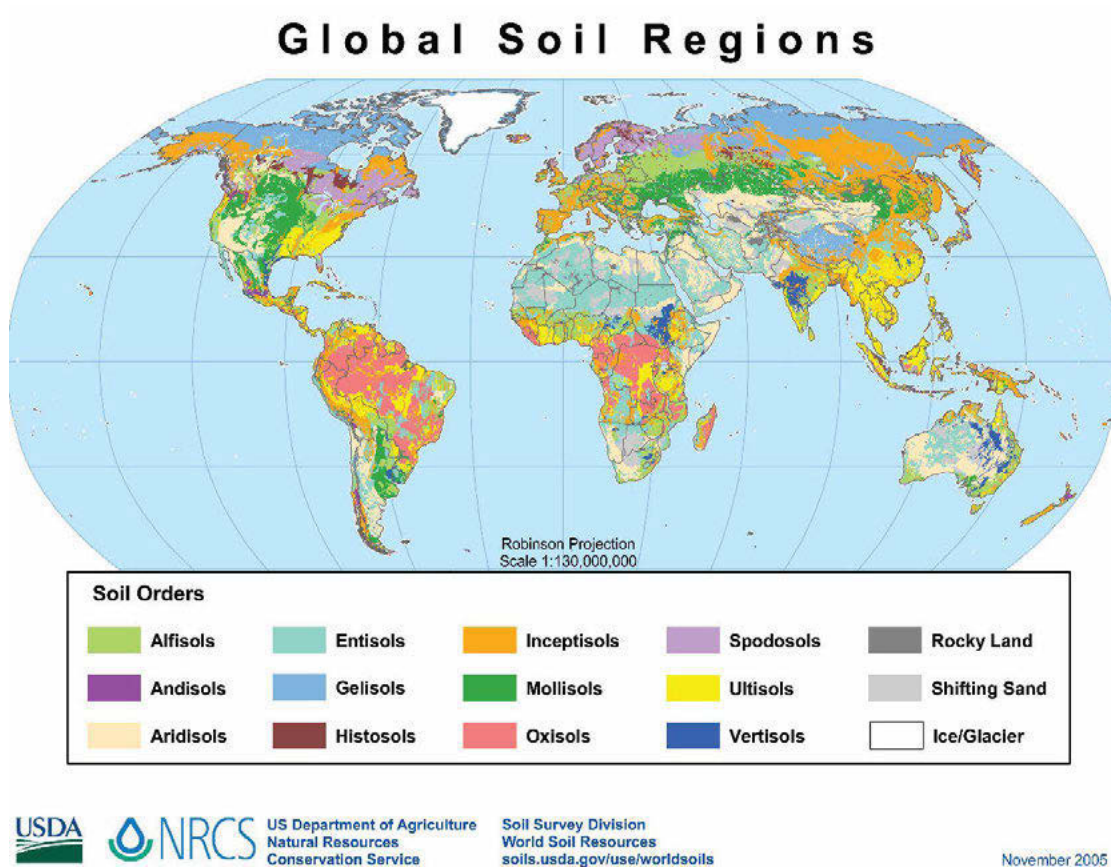 Global Soil Regions
Robinson Projection
Scale 1:130,000,000
Soil Orders
Alfisols
Entisols
Inceptisols
Spodosols
Rocky Land
Andisols
Gelisols
Mollisols
Ultisols
Shifting Sand
Aridisols
Histosols
Oxisols
Vertisols
Ice/Glacier
USDA
NRCS
US Department of Agriculture
Natural Resources
Conservation Service
Soil Survey Division
World Soil Resources
soils.usda.gov/use/worldsoils
November 2005